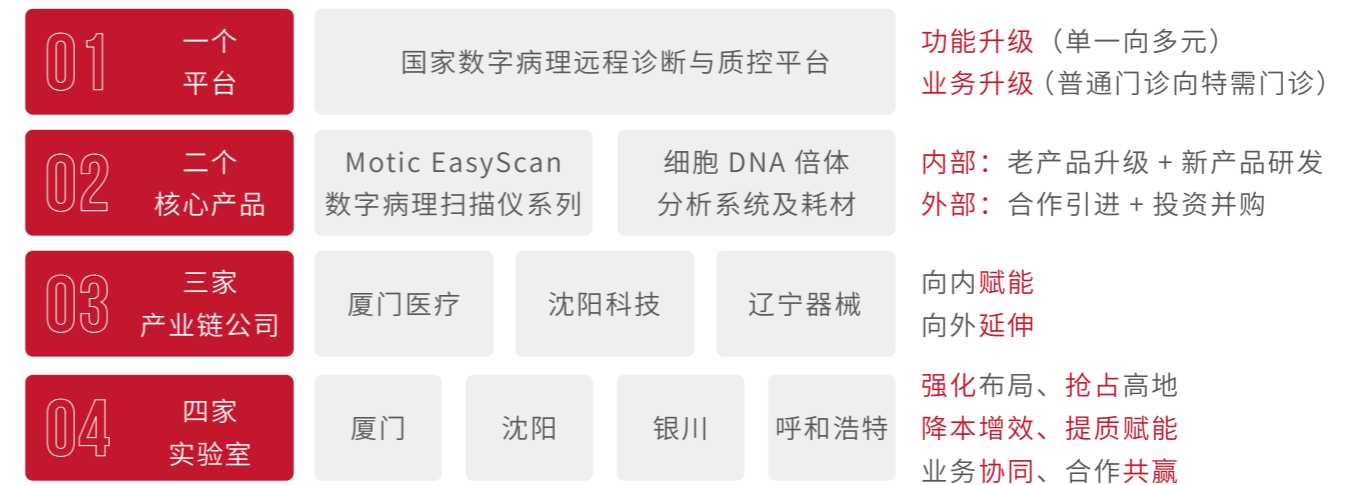 01
一个
平台
国家数字病理远程诊断与质控平台
功能升级（单一向多元）
业务升级（普通门诊向特需门诊）
02
二个
核心产品
Motic EasyScan
数字病理扫描仪系列
细胞 DNA 倍体
分析系统及耗材
内部：老产品升级 + 新产品研发
外部：合作引进 + 投资并购
03
三家
产业链公司
厦门医疗
沈阳科技
辽宁器械
向内赋能
向外延伸
04
四家
实验室
厦门
沈阳
银川
呼和浩特
强化布局、抢占高地
降本增效、提质赋能
业务协同、合作共赢